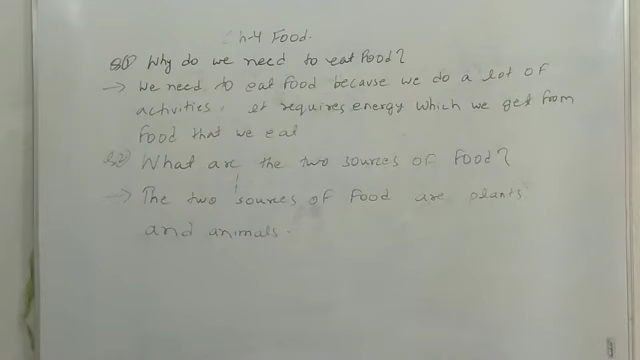 Ch-4 Food.
Q1) Why do we need to eat food?
→ We need to eat food because we do a lot of
activities. It requires energy which we get from
food that we eat
Q2) What are the two sources of food?
→ The two sources of food are plants
and animals.